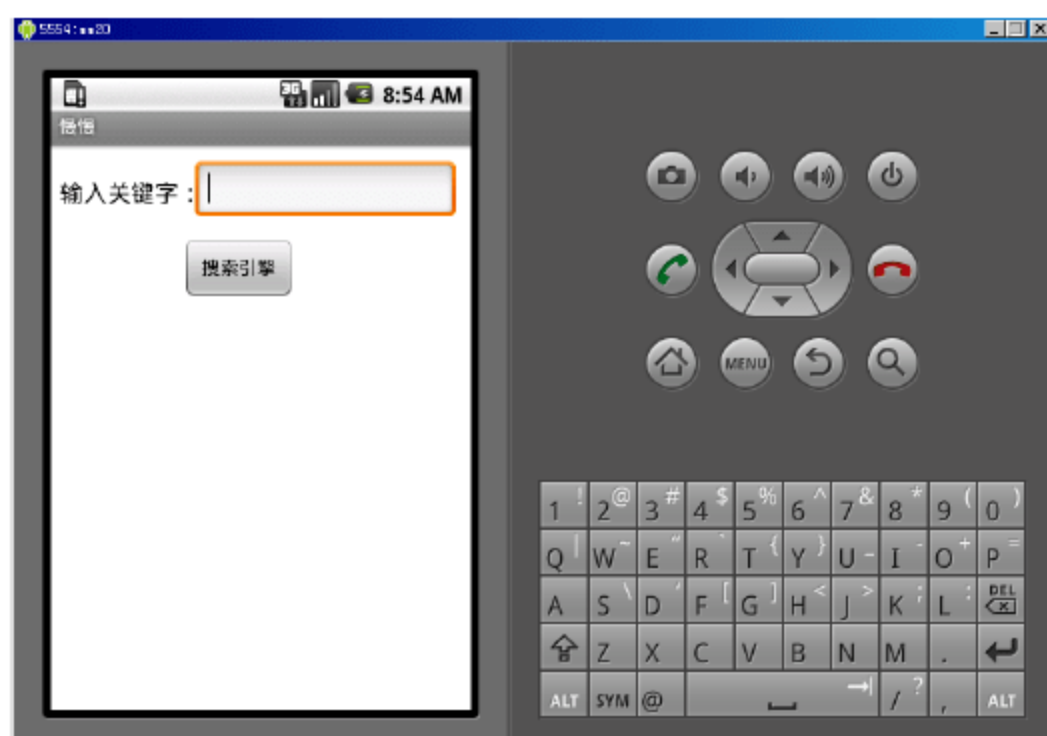 8:54 AM
输入关键字：
搜索引擎
MENU
1 ! 2 @ 3 # 4 $ 5 % 6 ^ 7 & 8 * 9 ( 0 )
Q | W ~ E " R ` T { Y } U _ I - O + P =
A S \ D ' F [ G ] H < J > K ; L : DEL
Z X C V B N M .
ALT SYM @ / ? , ALT